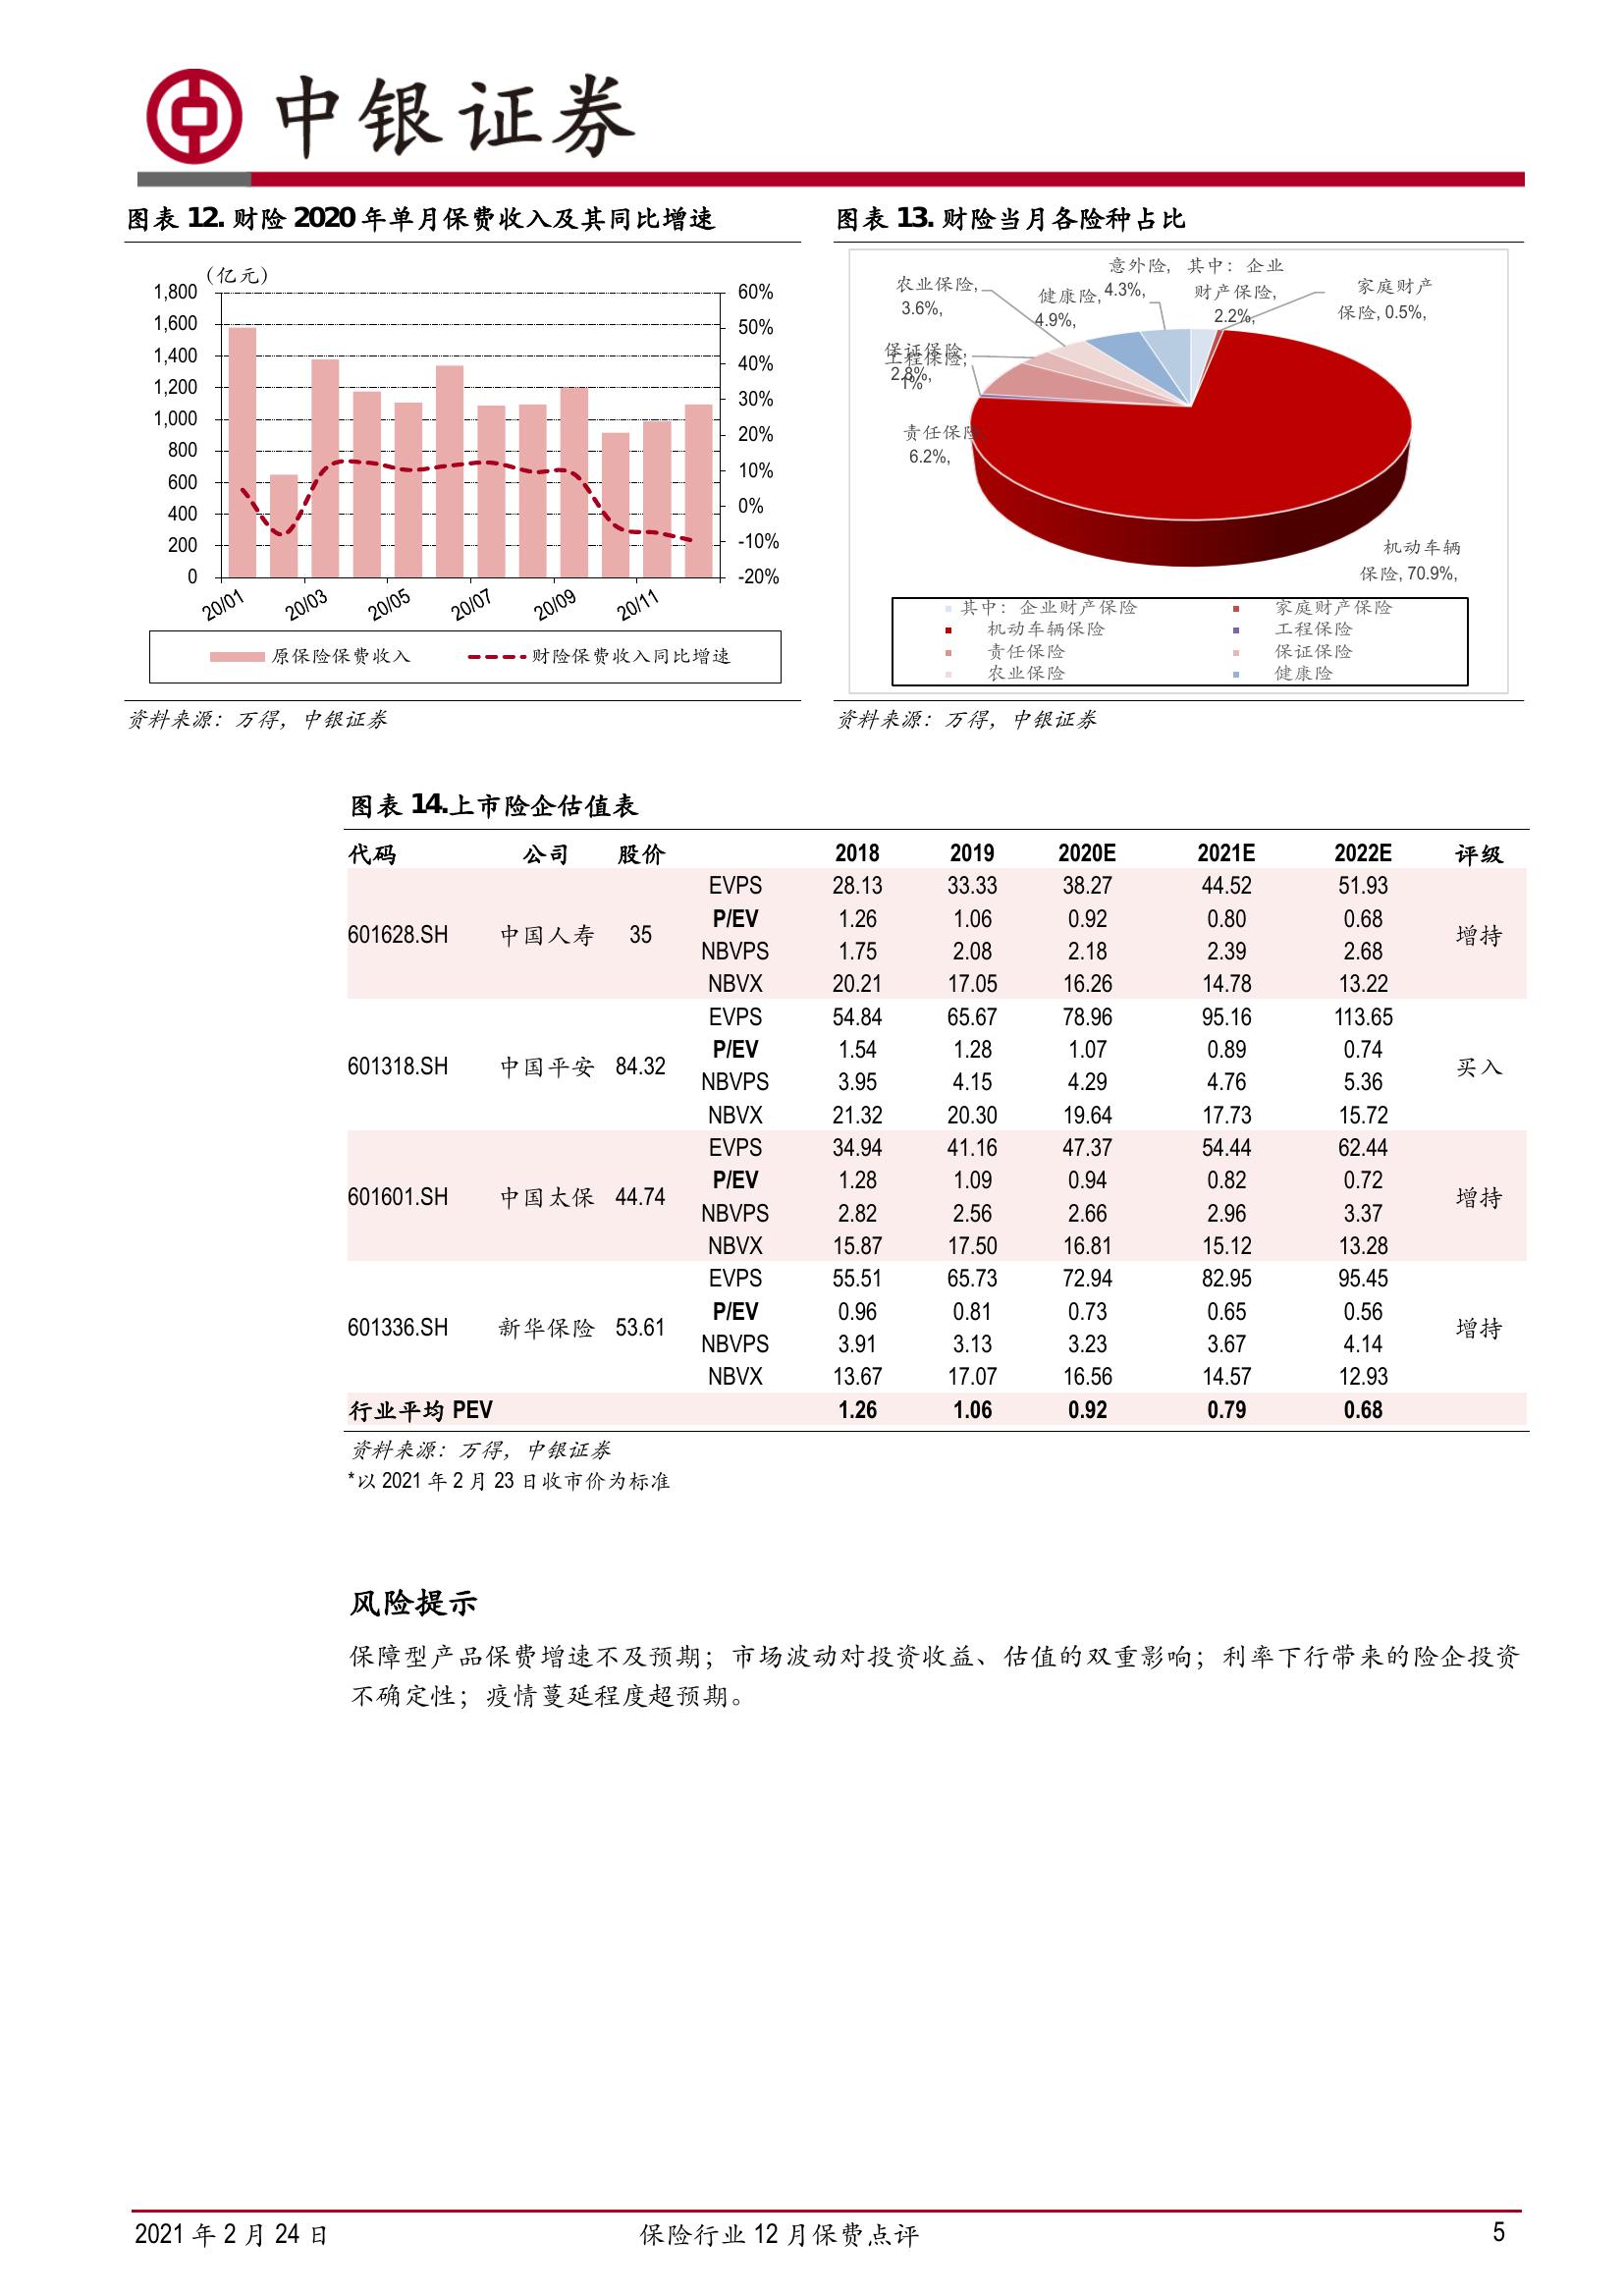 中银证券
图表 12. 财险 2020 年单月保费收入及其同比增速
(亿元)
1,800
1,600
1,400
1,200
1,000
800
600
400
200
0
60%
50%
40%
30%
20%
10%
0%
-10%
-20%
20/01 20/03 20/05 20/07 20/09 20/11
原保险保费收入 财险保费收入同比增速
资料来源：万得，中银证券
图表 13. 财险当月各险种占比
农业保险,
3.6%,
健康险,
4.9%,
意外险,
4.3%,
其中：企业
财产保险,
2.2%,
家庭财产
保险, 0.5%,
保证保险,
2.8%,
工程保险,
1%
责任保险,
6.2%,
机动车辆
保险, 70.9%,
其中：企业财产保险 家庭财产保险
机动车辆保险 工程保险
责任保险 保证保险
农业保险 健康险
资料来源：万得，中银证券
图表 14.上市险企估值表
代码 公司 股价 2018 2019 2020E 2021E 2022E 评级
EVPS 28.13 33.33 38.27 44.52 51.93
P/EV 1.26 1.06 0.92 0.80 0.68
601628.SH 中国人寿 35 增持
NBVPS 1.75 2.08 2.18 2.39 2.68
NBVX 20.21 17.05 16.26 14.78 13.22
EVPS 54.84 65.67 78.96 95.16 113.65
P/EV 1.54 1.28 1.07 0.89 0.74
601318.SH 中国平安 84.32 买入
NBVPS 3.95 4.15 4.29 4.76 5.36
NBVX 21.32 20.30 19.64 17.73 15.72
EVPS 34.94 41.16 47.37 54.44 62.44
P/EV 1.28 1.09 0.94 0.82 0.72
601601.SH 中国太保 44.74 增持
NBVPS 2.82 2.56 2.66 2.96 3.37
NBVX 15.87 17.50 16.81 15.12 13.28
EVPS 55.51 65.73 72.94 82.95 95.45
P/EV 0.96 0.81 0.73 0.65 0.56
601336.SH 新华保险 53.61 增持
NBVPS 3.91 3.13 3.23 3.67 4.14
NBVX 13.67 17.07 16.56 14.57 12.93
行业平均 PEV 1.26 1.06 0.92 0.79 0.68
资料来源：万得，中银证券
*以 2021 年 2 月 23 日收市价为标准
风险提示
保障型产品保费增速不及预期；市场波动对投资收益、估值的双重影响；利率下行带来的险企投资
不确定性；疫情蔓延程度超预期。
2021 年 2 月 24 日 保险行业 12 月保费点评 5